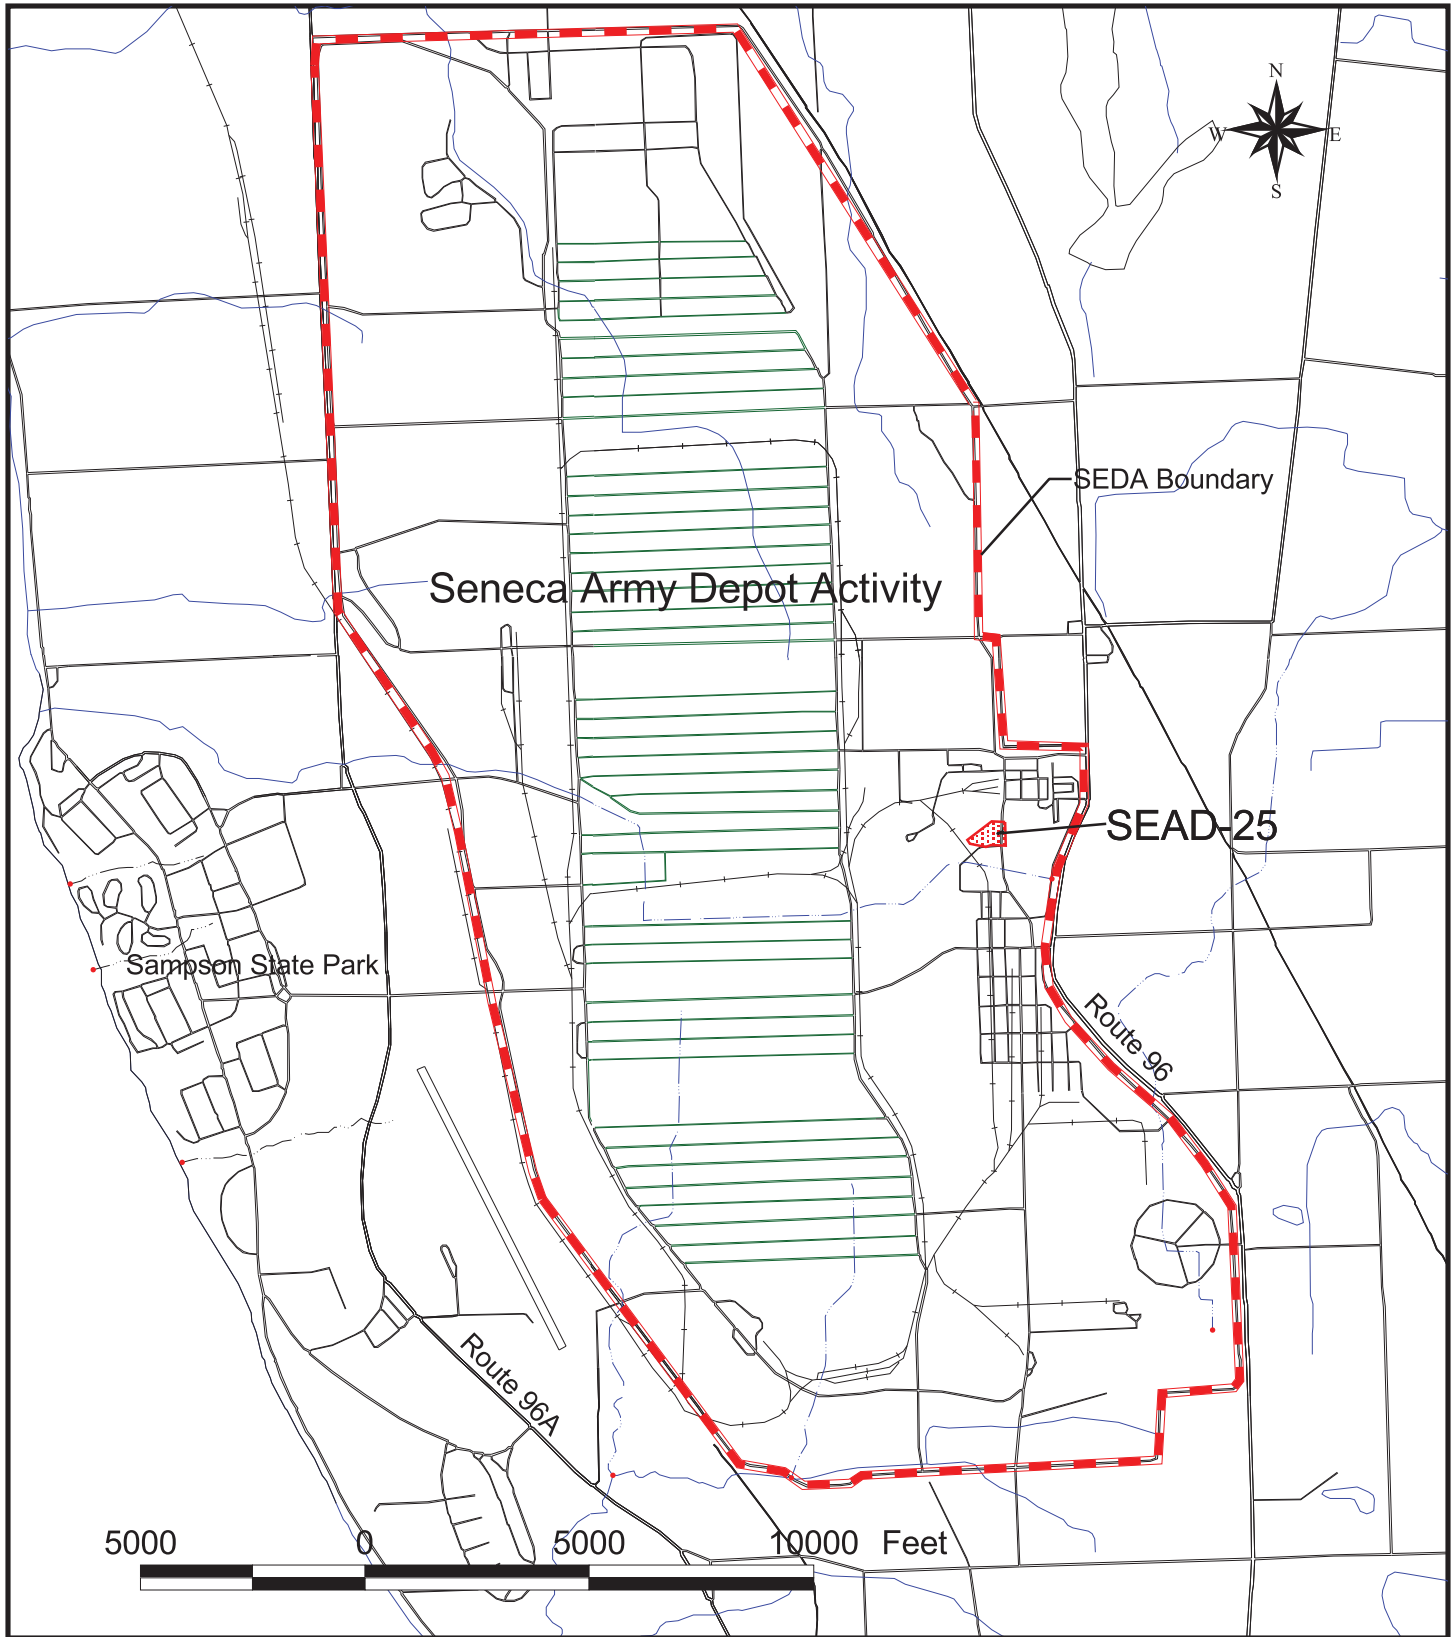 N
W E
S
SEDA Boundary
Seneca Army Depot Activity
SEAD-25
Sampson State Park
Route 96
Route 96A
5000 0 5000 10000 Feet